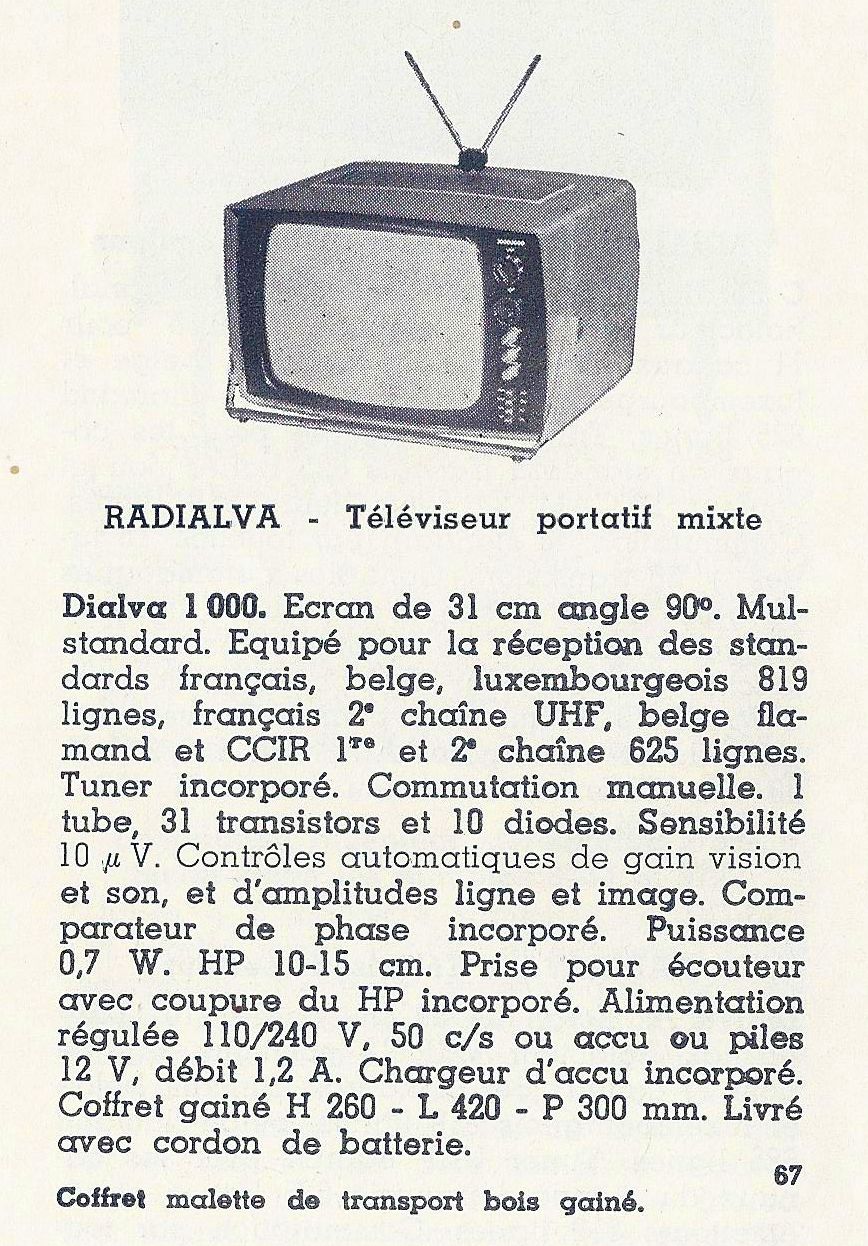 RADIALVA - Téléviseur portatif mixte
Dialva 1000. Ecran de 31 cm angle 90°. Mul-
standard. Equipé pour la réception des stan-
dards français, belge, luxembourgeois 819
lignes, français 2e chaîne UHF, belge fla-
mand et CCIR 1re et 2e chaîne 625 lignes.
Tuner incorporé. Commutation manuelle. 1
tube, 31 transistors et 10 diodes. Sensibilité
10 μ V. Contrôles automatiques de gain vision
et son, et d'amplitudes ligne et image. Com-
parateur de phase incorporé. Puissance
0,7 W. HP 10-15 cm. Prise pour écouteur
avec coupure du HP incorporé. Alimentation
régulée 110/240 V, 50 c/s ou accu ou piles
12 V, débit 1,2 A. Chargeur d'accu incorporé.
Coffret gainé H 260 - L 420 - P 300 mm. Livré
avec cordon de batterie.
67
Coffret malette de transport bois gainé.